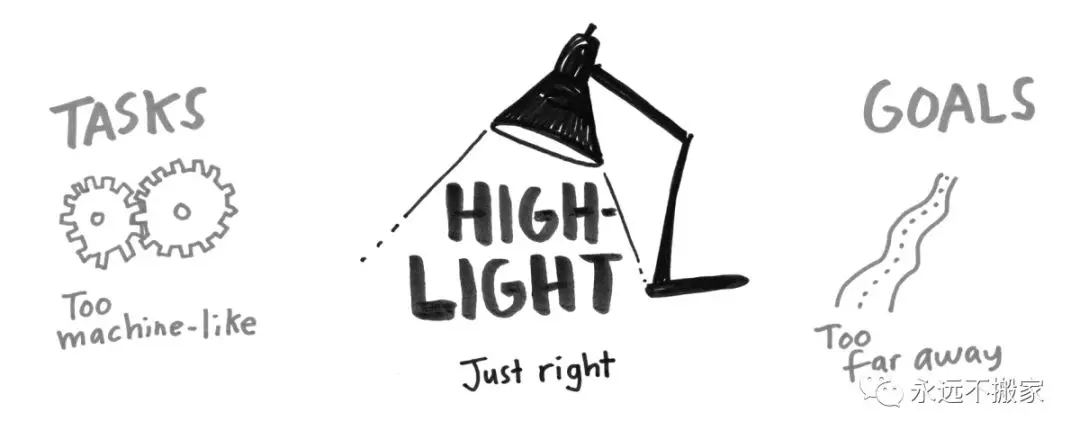 TASKS
Too
machine-like
HIGH-
LIGHT
Just right
GOALS
Too
far away
永远不搬家